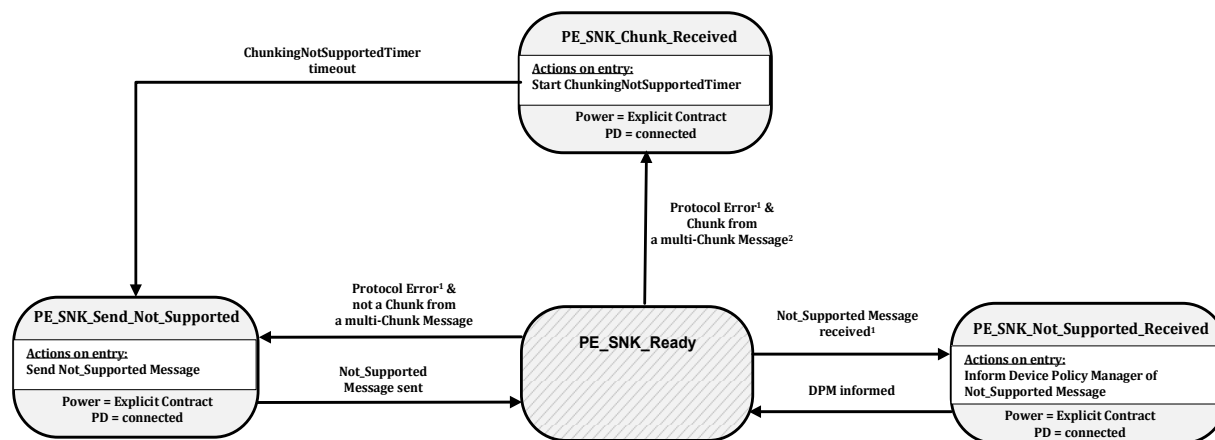 PE_SNK_Chunk_Received
Actions on entry:
Start ChunkingNotSupportedTimer
Power = Explicit Contract
PD = connected
ChunkingNotSupportedTimer
timeout
Protocol Error¹ &
Chunk from
a multi-Chunk Message²
PE_SNK_Send_Not_Supported
Actions on entry:
Send Not_Supported Message
Power = Explicit Contract
PD = connected
Protocol Error¹ &
not a Chunk from
a multi-Chunk Message
Not_Supported
Message sent
PE_SNK_Ready
Not_Supported Message
received¹
DPM informed
PE_SNK_Not_Supported_Received
Actions on entry:
Inform Device Policy Manager of
Not_Supported Message
Power = Explicit Contract
PD = connected